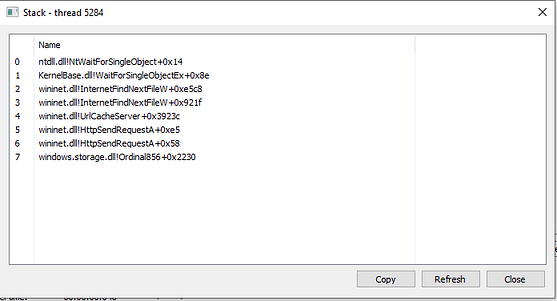 Stack - thread 5284
Name
0 ntdll.dll!NtWaitForSingleObject+0x14
1 KernelBase.dll!WaitForSingleObjectEx+0x8e
2 wininet.dll!InternetFindNextFileW+0xe5c8
3 wininet.dll!InternetFindNextFileW+0x921f
4 wininet.dll!UrlCacheServer+0x3923c
5 wininet.dll!HttpSendRequestA+0xe5
6 wininet.dll!HttpSendRequestA+0x58
7 windows.storage.dll!Ordinal856+0x2230
Copy Refresh Close